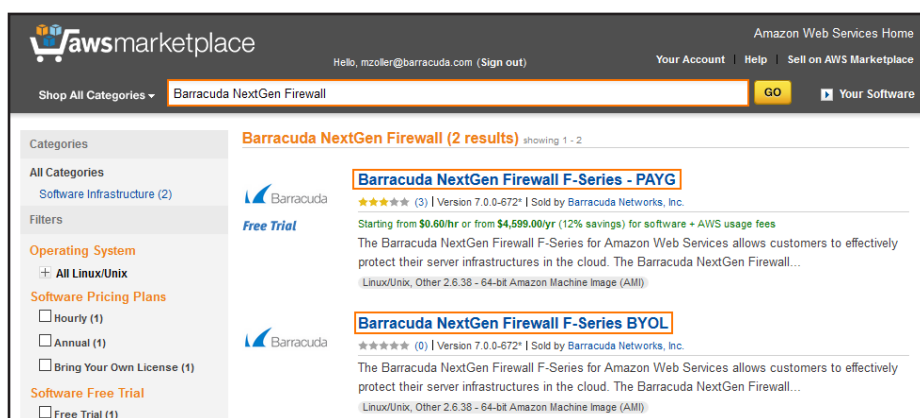 awsmarketplace
Amazon Web Services Home
Hello, mzoller@barracuda.com (Sign out)
Your Account | Help | Sell on AWS Marketplace
Shop All Categories
Barracuda NextGen Firewall
GO
Your Software
Categories
All Categories
Software Infrastructure (2)
Filters
Operating System
All Linux/Unix
Software Pricing Plans
Hourly (1)
Annual (1)
Bring Your Own License (1)
Software Free Trial
Free Trial (1)
Barracuda NextGen Firewall (2 results) showing 1 - 2
Barracuda
Free Trial
Barracuda NextGen Firewall F-Series - PAYG
(3) | Version 7.0.0-672* | Sold by Barracuda Networks, Inc.
Starting from $0.60/hr or from $4,599.00/yr (12% savings) for software + AWS usage fees
The Barracuda NextGen Firewall F-Series for Amazon Web Services allows customers to effectively
protect their server infrastructures in the cloud. The Barracuda NextGen Firewall...
Linux/Unix, Other 2.6.38 - 64-bit Amazon Machine Image (AMI)
Barracuda
Barracuda NextGen Firewall F-Series BYOL
(0) | Version 7.0.0-672* | Sold by Barracuda Networks, Inc.
The Barracuda NextGen Firewall F-Series for Amazon Web Services allows customers to effectively
protect their server infrastructures in the cloud. The Barracuda NextGen Firewall...
Linux/Unix, Other 2.6.38 - 64-bit Amazon Machine Image (AMI)